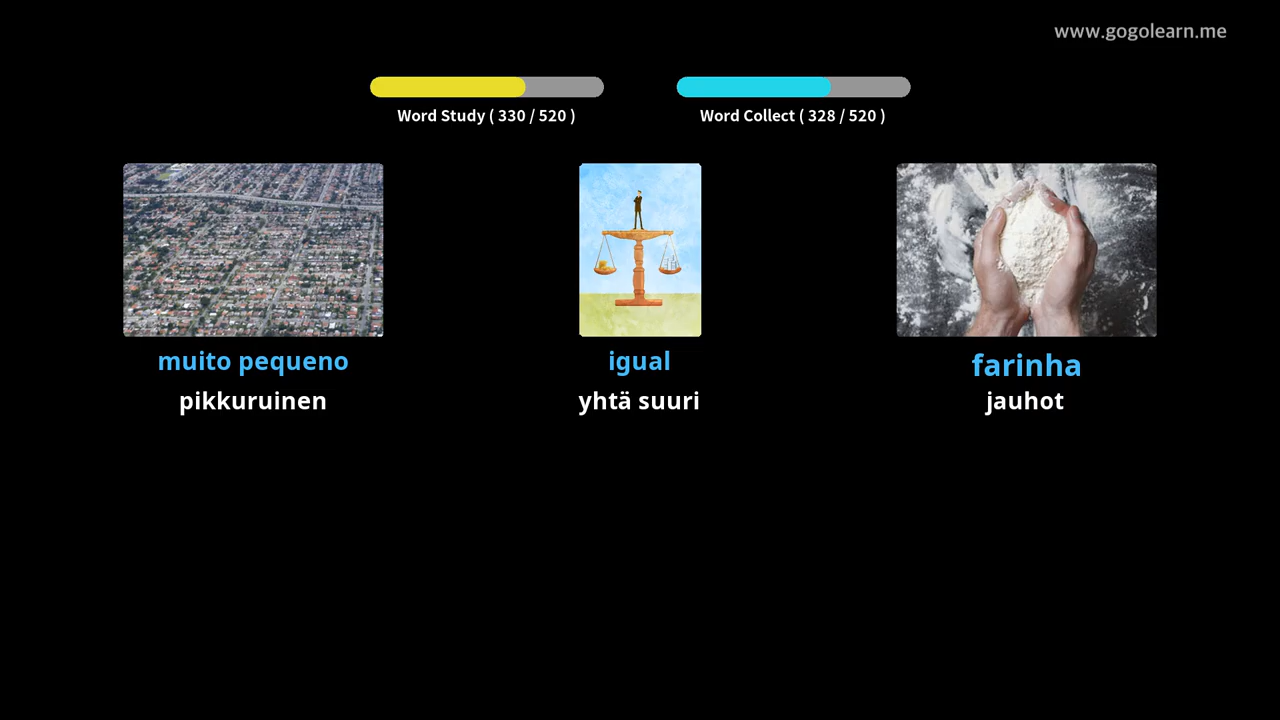 www.gogolearn.me
Word Study ( 330 / 520 )
Word Collect ( 328 / 520 )
muito pequeno
pikkuruinen
igual
yhtä suuri
farinha
jauhot